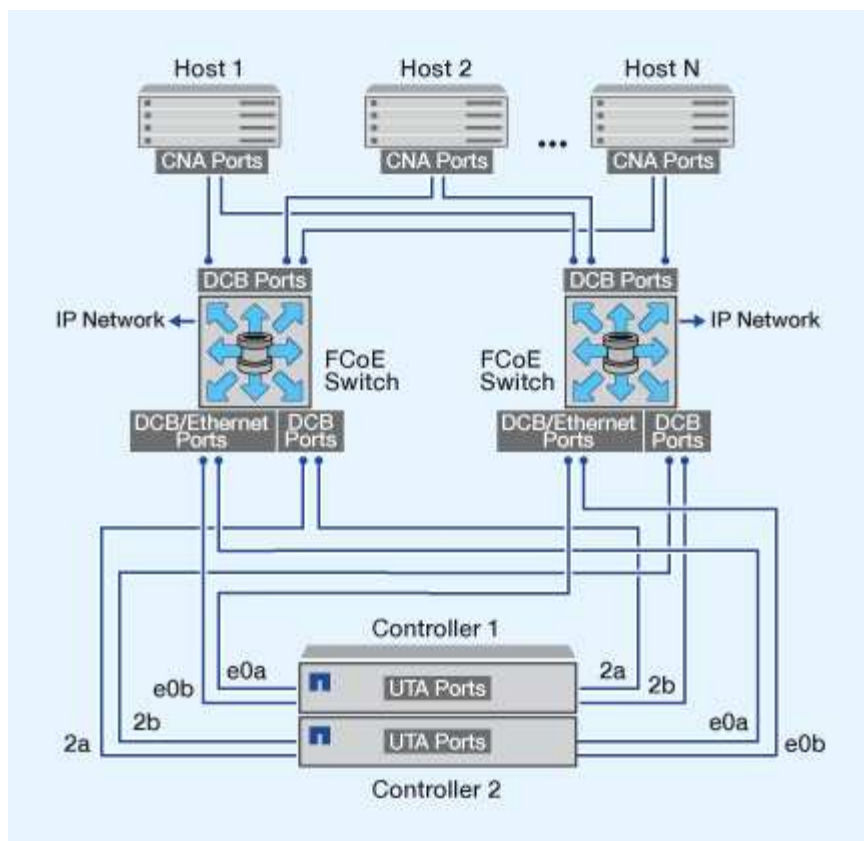 Host 1
Host 2
Host N
...
CNA Ports
CNA Ports
CNA Ports
DCB Ports
DCB Ports
IP Network
IP Network
FCoE
Switch
FCoE
Switch
DCB/Ethernet
Ports
DCB
Ports
DCB/Ethernet
Ports
DCB
Ports
Controller 1
e0a
2a
UTA Ports
e0b
2b
2b
e0a
UTA Ports
2a
e0b
Controller 2